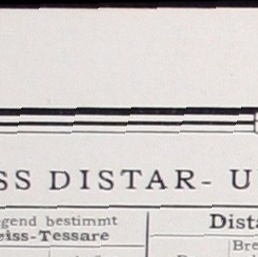 SS DISTAR- U
gend bestimmt
eiss-Tessare
Dista
Bre